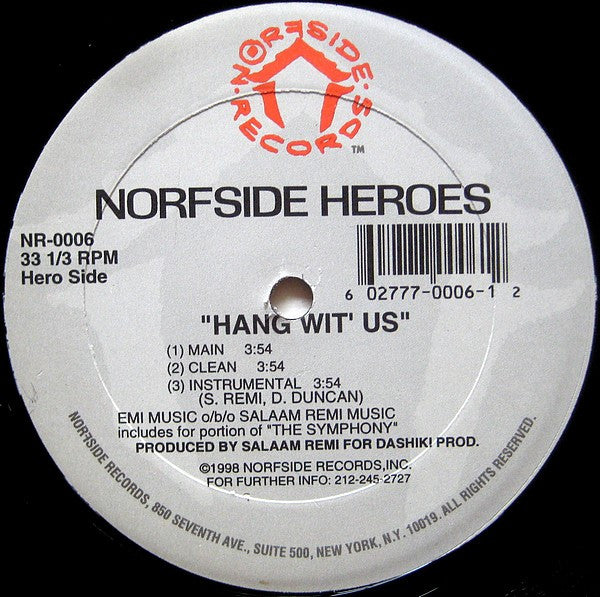 NORFSIDE RECORDS
TM
NORFSIDE HEROES
NR-0006
33 1/3 RPM
Hero Side
6 02777-0006-1 2
"HANG WIT' US"
(1) MAIN 3:54
(2) CLEAN 3:54
(3) INSTRUMENTAL 3:54
(S. REMI, D. DUNCAN)
EMI MUSIC o/b/o SALAAM REMI MUSIC
includes for portion of "THE SYMPHONY"
PRODUCED BY SALAAM REMI FOR DASHIK! PROD.
©1998 NORFSIDE RECORDS,INC.
FOR FURTHER INFO: 212-245-2727
NORFSIDE RECORDS, 850 SEVENTH AVE., SUITE 500, NEW YORK, N.Y. 10019. ALL RIGHTS RESERVED.